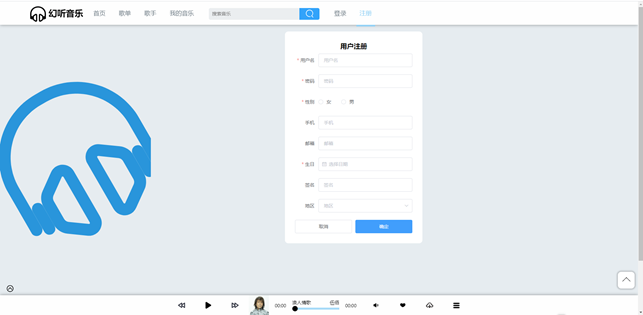 幻听音乐 首页 歌单 歌手 我的音乐 搜索音乐 登录 注册
用户注册
* 用户名 用户名
* 密码 密码
* 性别 女 男
手机 手机
邮箱 邮箱
* 生日 选择日期
签名 签名
地区 地区
取消 确定
00:00 浪人情歌 伍佰 00:00